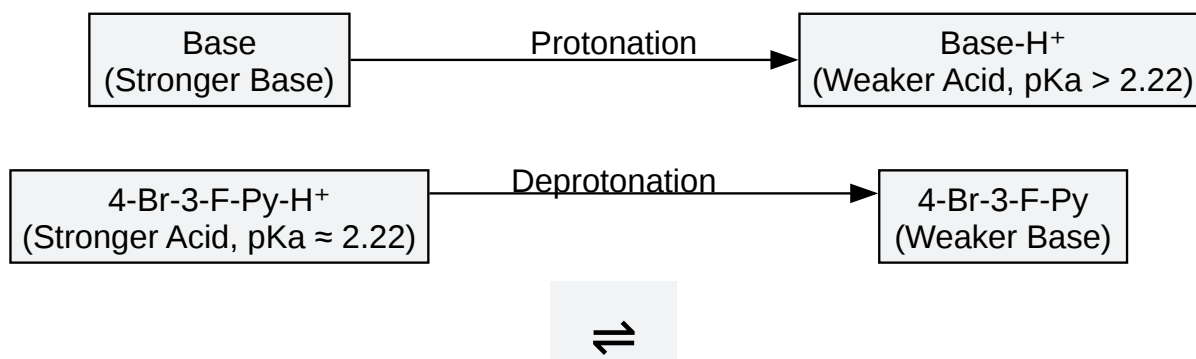 Base
(Stronger Base)
Protonation
Base-H⁺
(Weaker Acid, pKa > 2.22)
4-Br-3-F-Py-H⁺
(Stronger Acid, pKa ≈ 2.22)
Deprotonation
4-Br-3-F-Py
(Weaker Base)
⇌